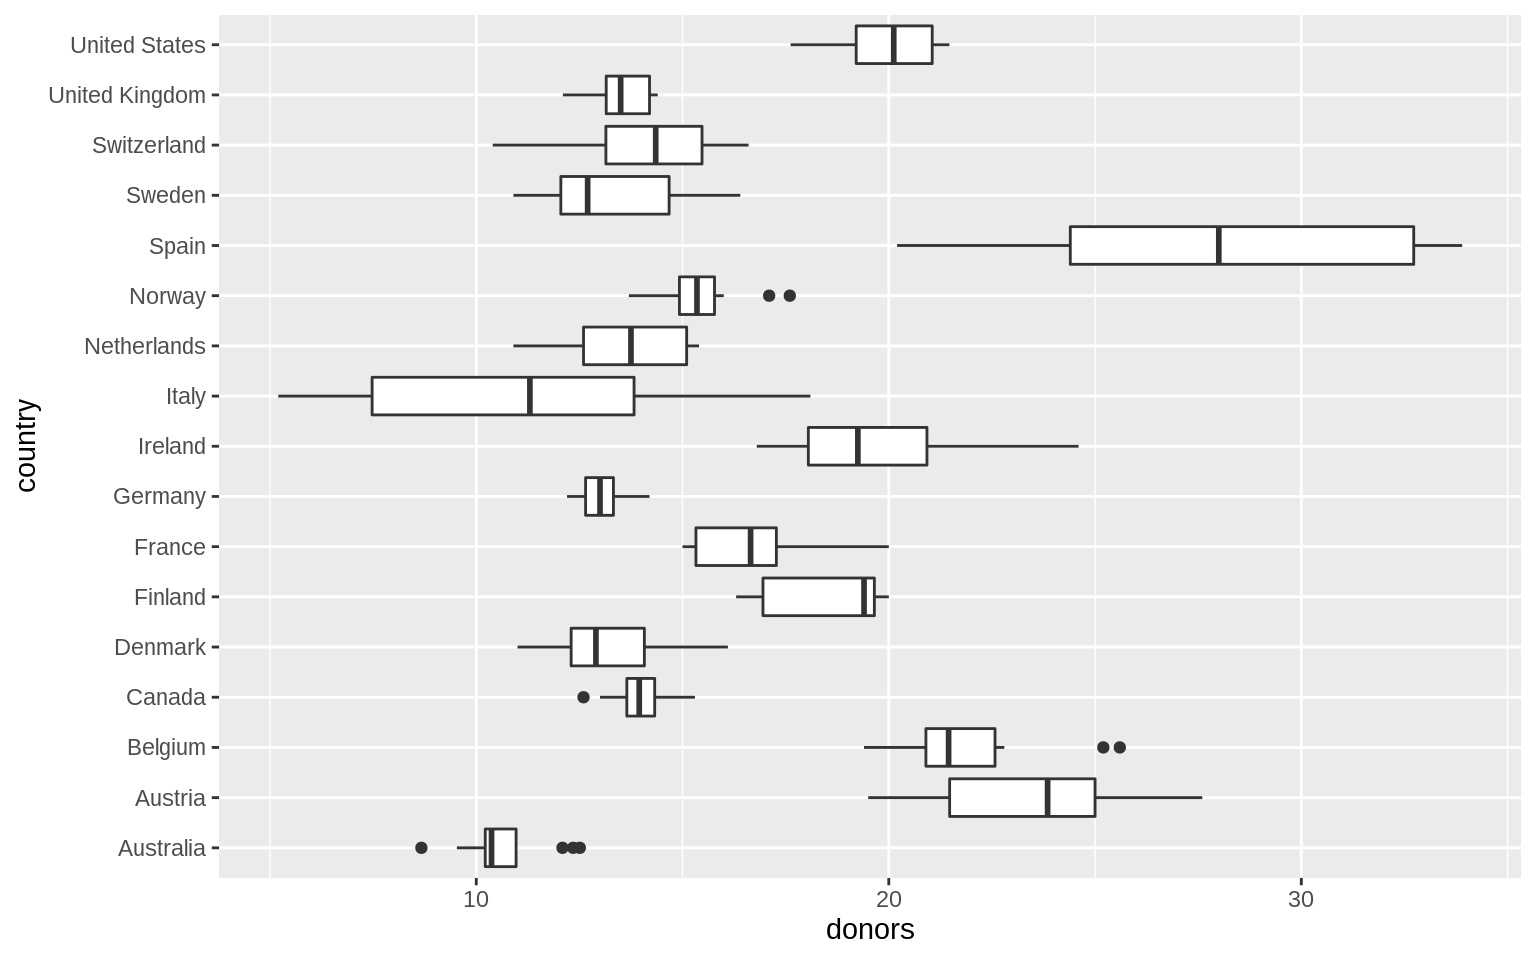 United States
United Kingdom
Switzerland
Sweden
Spain
Norway
Netherlands
Italy
Ireland
Germany
France
Finland
Denmark
Canada
Belgium
Austria
Australia
country
10 20 30
donors